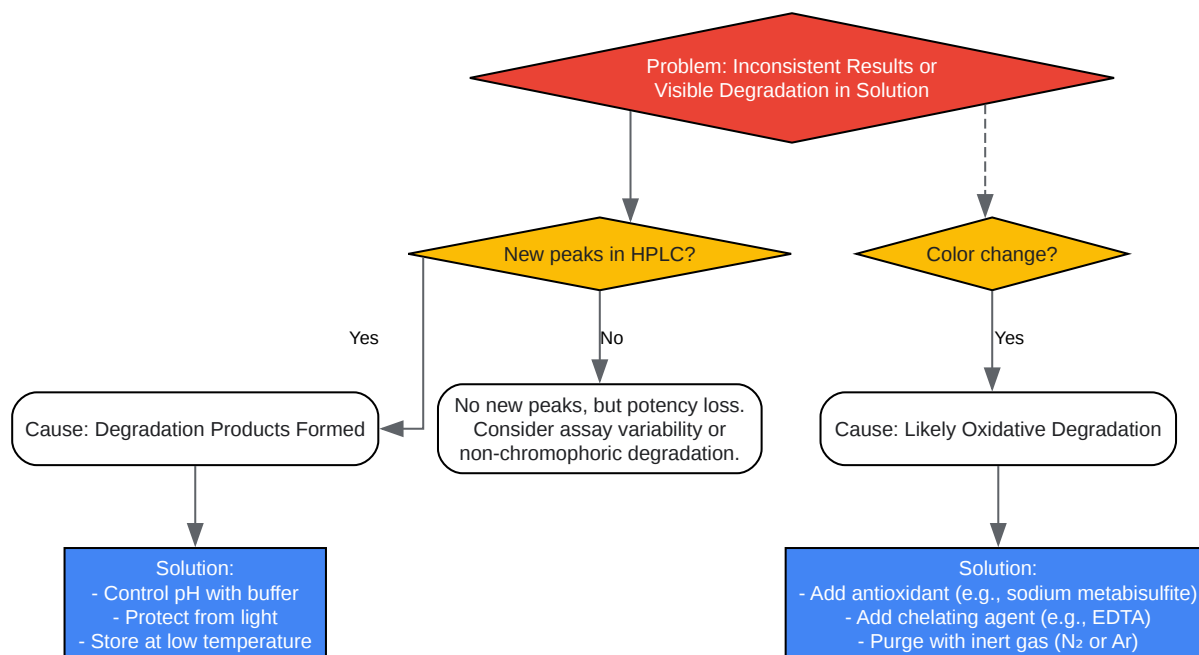 Problem: Inconsistent Results or
Visible Degradation in Solution
New peaks in HPLC?
Color change?
Yes
No
Yes
Cause: Degradation Products Formed
No new peaks, but potency loss.
Consider assay variability or
non-chromophoric degradation.
Cause: Likely Oxidative Degradation
Solution:
- Control pH with buffer
- Protect from light
- Store at low temperature
Solution:
- Add antioxidant (e.g., sodium metabisulfite)
- Add chelating agent (e.g., EDTA)
- Purge with inert gas (N₂ or Ar)